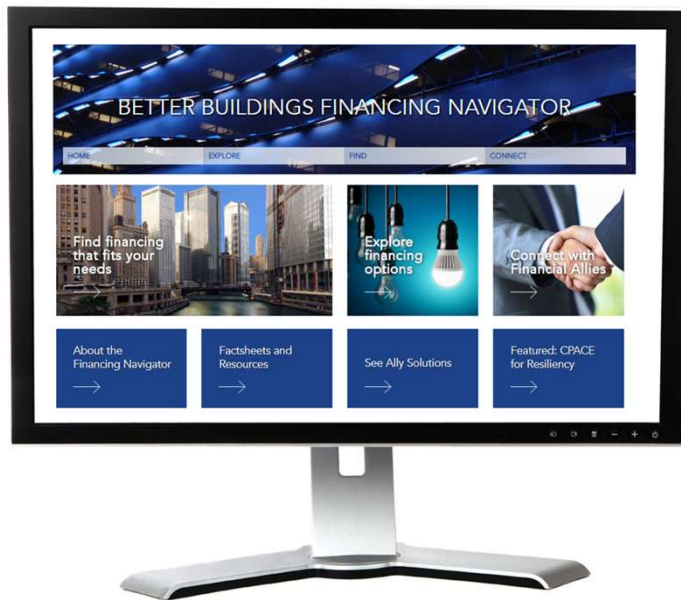 BETTER BUILDINGS FINANCING NAVIGATOR
HOME EXPLORE FIND CONNECT
Find financing
that fits your
needs
Explore
financing
options
Connect with
Financial Allies
About the
Financing Navigator
Factsheets and
Resources
See Ally Solutions
Featured: CPACE
for Resiliency